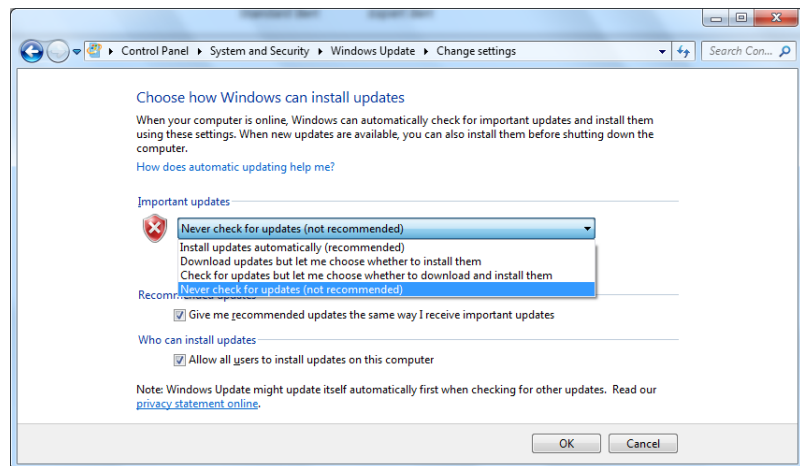 Control Panel ▸ System and Security ▸ Windows Update ▸ Change settings
Search Con...
Choose how Windows can install updates
When your computer is online, Windows can automatically check for important updates and install them
using these settings. When new updates are available, you can also install them before shutting down the
computer.
How does automatic updating help me?
Important updates
Never check for updates (not recommended)
Install updates automatically (recommended)
Download updates but let me choose whether to install them
Check for updates but let me choose whether to download and install them
Never check for updates (not recommended)
Recommended updates
Give me recommended updates the same way I receive important updates
Who can install updates
Allow all users to install updates on this computer
Note: Windows Update might update itself automatically first when checking for other updates. Read our
privacy statement online.
OK
Cancel